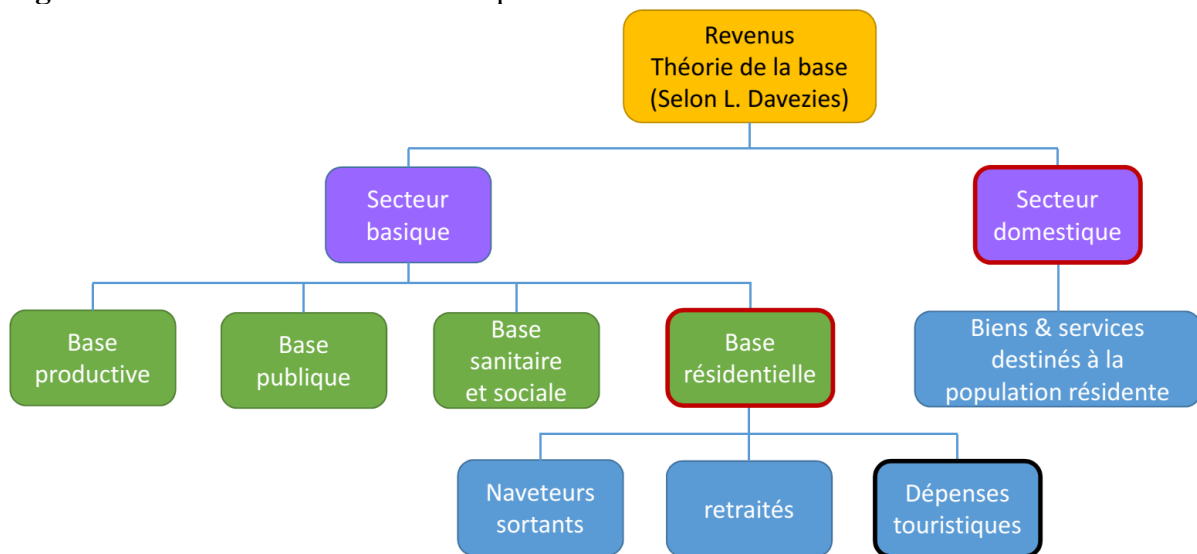 Revenus
Théorie de la base
(Selon L. Davezies)
Secteur
basique
Secteur
domestique
Base
productive
Base
publique
Base
sanitaire
et sociale
Base
résidentielle
Biens & services
destinés à la
population résidente
Naveteurs
sortants
retraités
Dépenses
touristiques